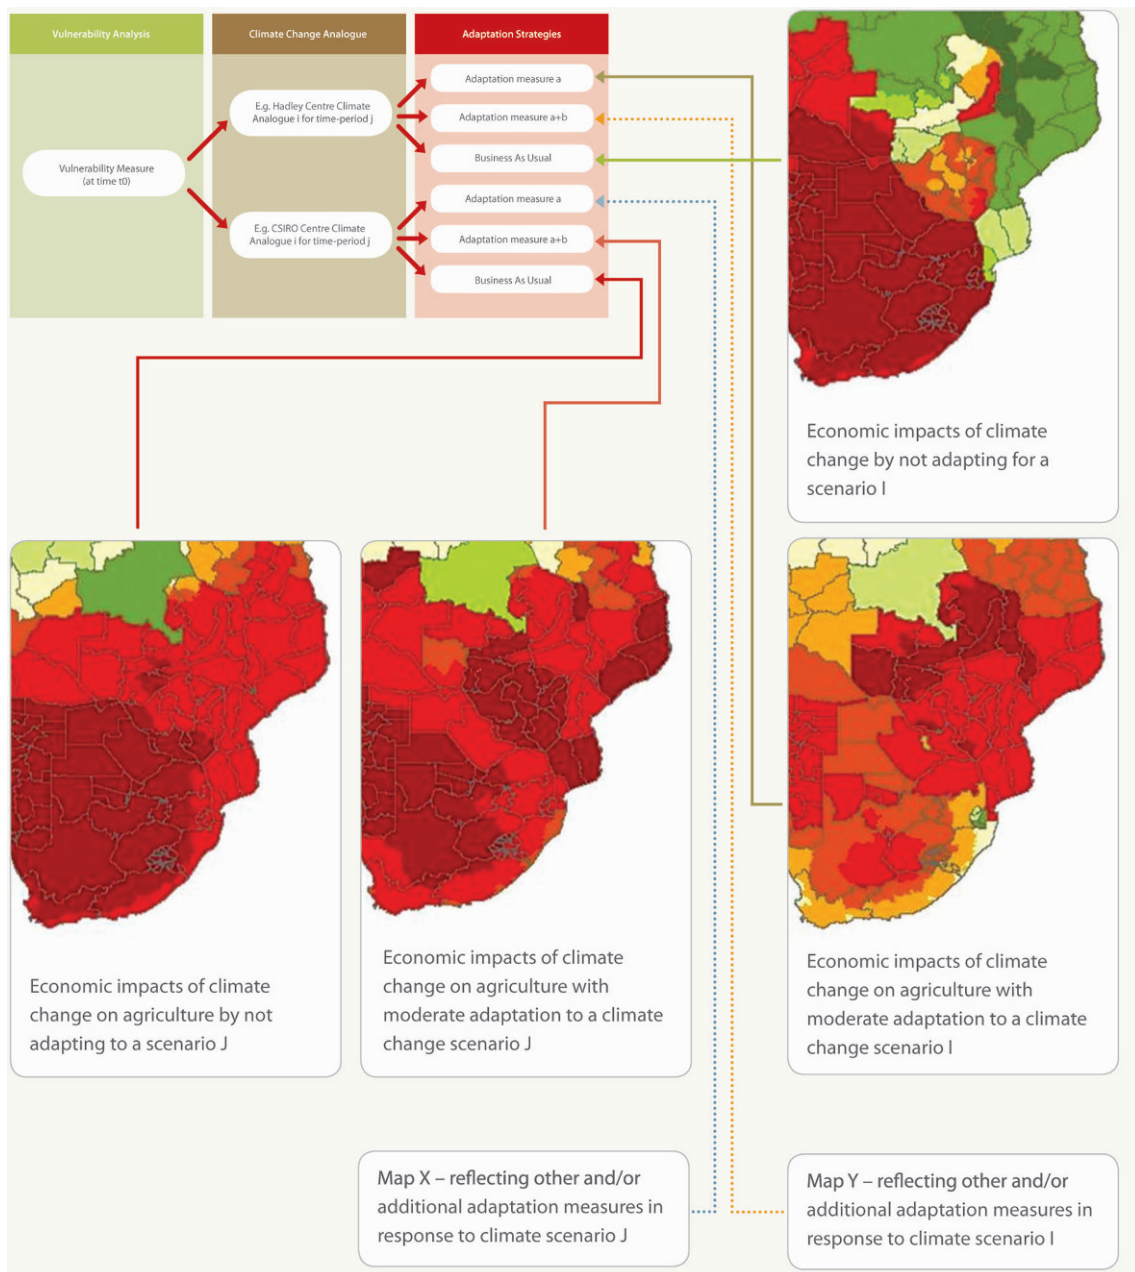 Vulnerability Analysis
Climate Change Analogue
Adaptation Strategies
Vulnerability Measure
(at time t0)
E.g. Hadley Centre Climate
Analogue i for time-period j
E.g. CSIRO Centre Climate
Analogue i for time-period j
Adaptation measure a
Adaptation measure a+b
Business As Usual
Adaptation measure a
Adaptation measure a+b
Business As Usual
Economic impacts of climate
change by not adapting for a
scenario I
Economic impacts of climate
change on agriculture by not
adapting to a scenario J
Economic impacts of climate
change on agriculture with
moderate adaptation to a climate
change scenario J
Economic impacts of climate
change on agriculture with
moderate adaptation to a climate
change scenario I
Map X – reflecting other and/or
additional adaptation measures in
response to climate scenario J
Map Y – reflecting other and/or
additional adaptation measures in
response to climate scenario I